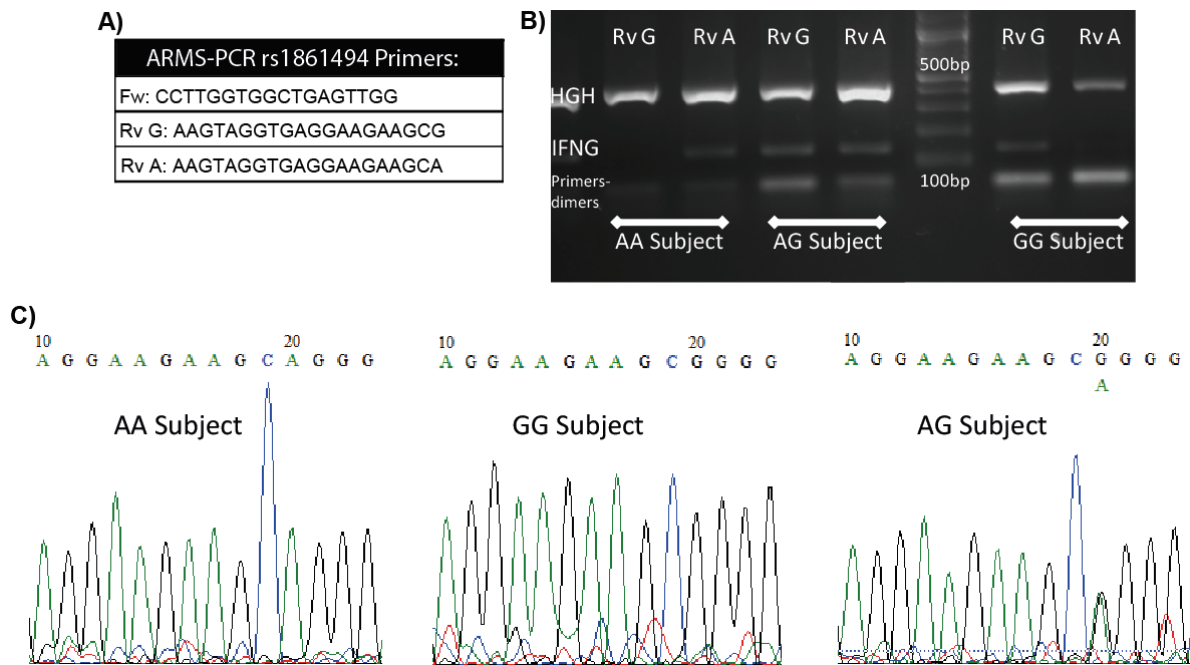 A)
ARMS-PCR rs1861494 Primers:
Fw: CCTTGGTGGCTGAGTTGG
Rv G: AAGTAGGTGAGGAAGAAGCG
Rv A: AAGTAGGTGAGGAAGAAGCA
B)
Rv G Rv A Rv G Rv A Rv G Rv A
500bp
HGH
IFNG
Primers-
dimers
100bp
AA Subject AG Subject GG Subject
C)
10 20
A G G A A G A A G C A G G G
AA Subject
10 20
A G G A A G A A G C G G G G
GG Subject
10 20
A G G A A G A A G C G G G G
A
AG Subject